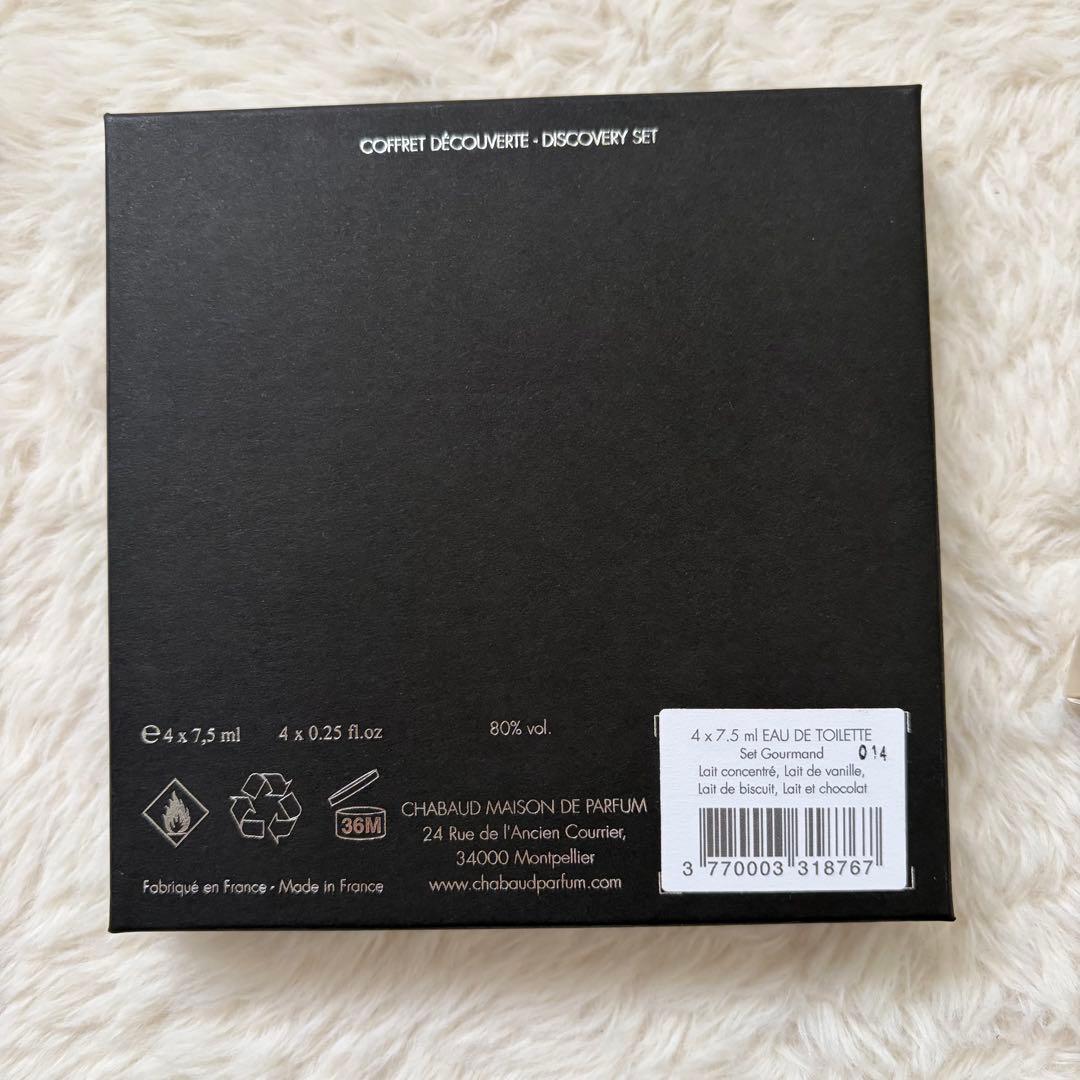 COFFRET DÉCOUVERTE - DISCOVERY SET
e 4 x 7,5 ml 4 x 0.25 fl.oz 80% vol.
36M
Fabriqué en France - Made in France
CHABAUD MAISON DE PARFUM
24 Rue de l'Ancien Courrier,
34000 Montpellier
www.chabaudparfum.com
4 x 7.5 ml EAU DE TOILETTE
Set Gourmand 014
Lait concentré, Lait de vanille,
Lait de biscuit, Lait et chocolat
3 770003 318767